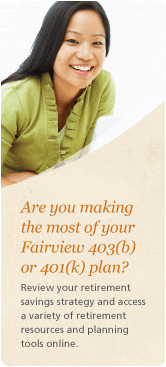 Are you making
the most of your
Fairview 403(b)
or 401(k) plan?
Review your retirement
savings strategy and access
a variety of retirement
resources and planning
tools online.